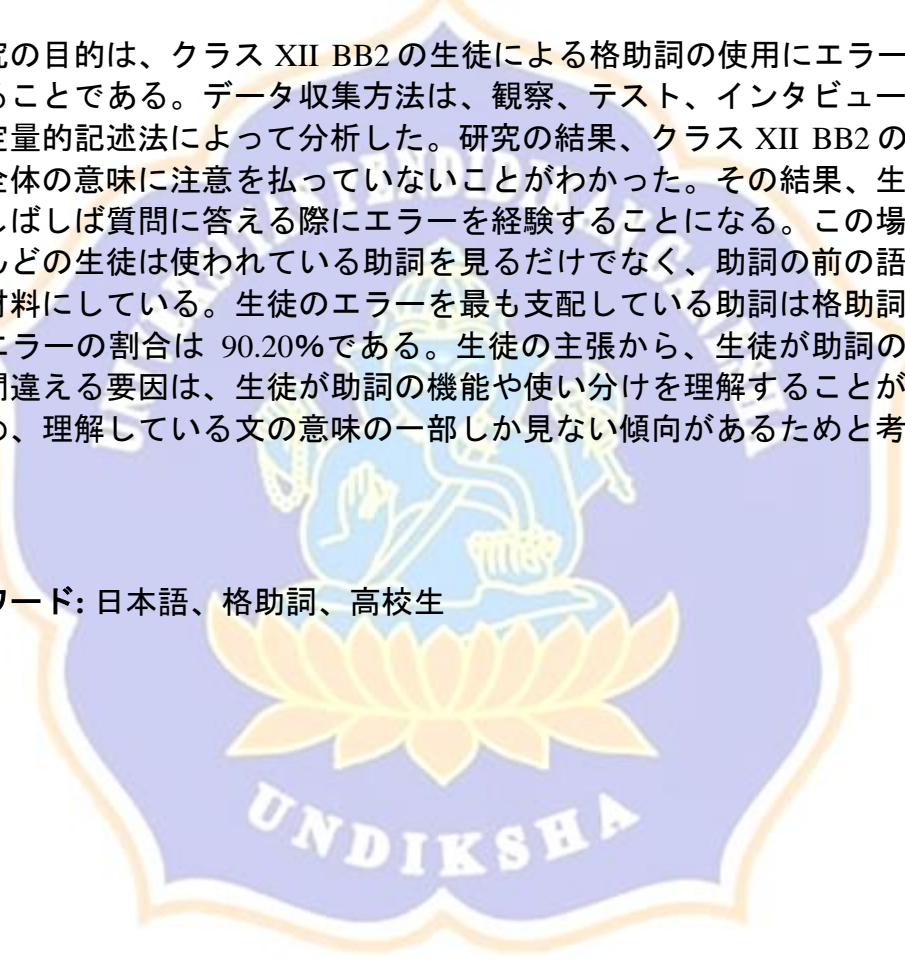 究の目的は、クラス XII BB2 の生徒による格助詞の使用にエラー
ることである。データ収集方法は、観察、テスト、インタビュー
定量的記述法によって分析した。研究の結果、クラス XII BB2 の
全体の意味に注意を払っていないことがわかった。その結果、生
しばしば質問に答える際にエラーを経験することになる。この場
んどの生徒は使われている助詞を見るだけでなく、助詞の前の語
材料にしている。生徒のエラーを最も支配している助詞は格助詞
エラーの割合は 90.20%である。生徒の主張から、生徒が助詞の
間違える要因は、生徒が助詞の機能や使い分けを理解することが
め、理解している文の意味の一部しか見ない傾向があるためと考
ワード: 日本語、格助詞、高校生
UNIVERSITAS PENDIDIKAN GANESHA
UNDIKSHA